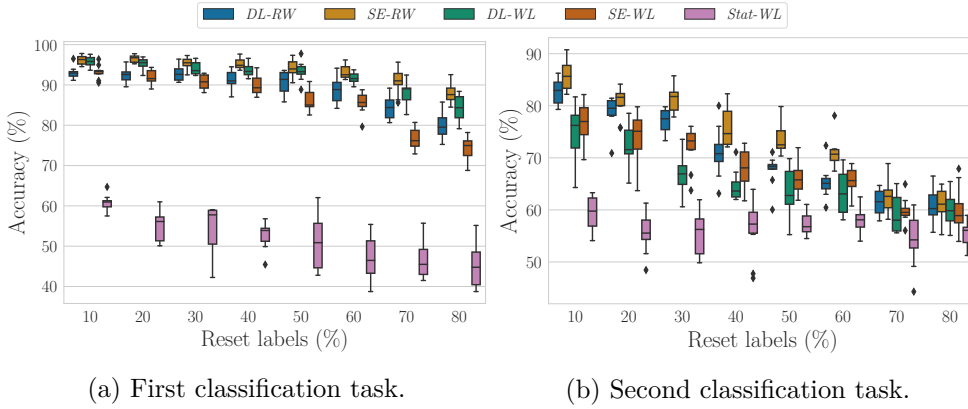 DL-RW SE-RW DL-WL SE-WL Stat-WL
100
90
80
70
60
50
40
Accuracy (%)
10 20 30 40 50 60 70 80
Reset labels (%)
(a) First classification task.
90
80
70
60
50
Accuracy (%)
10 20 30 40 50 60 70 80
Reset labels (%)
(b) Second classification task.